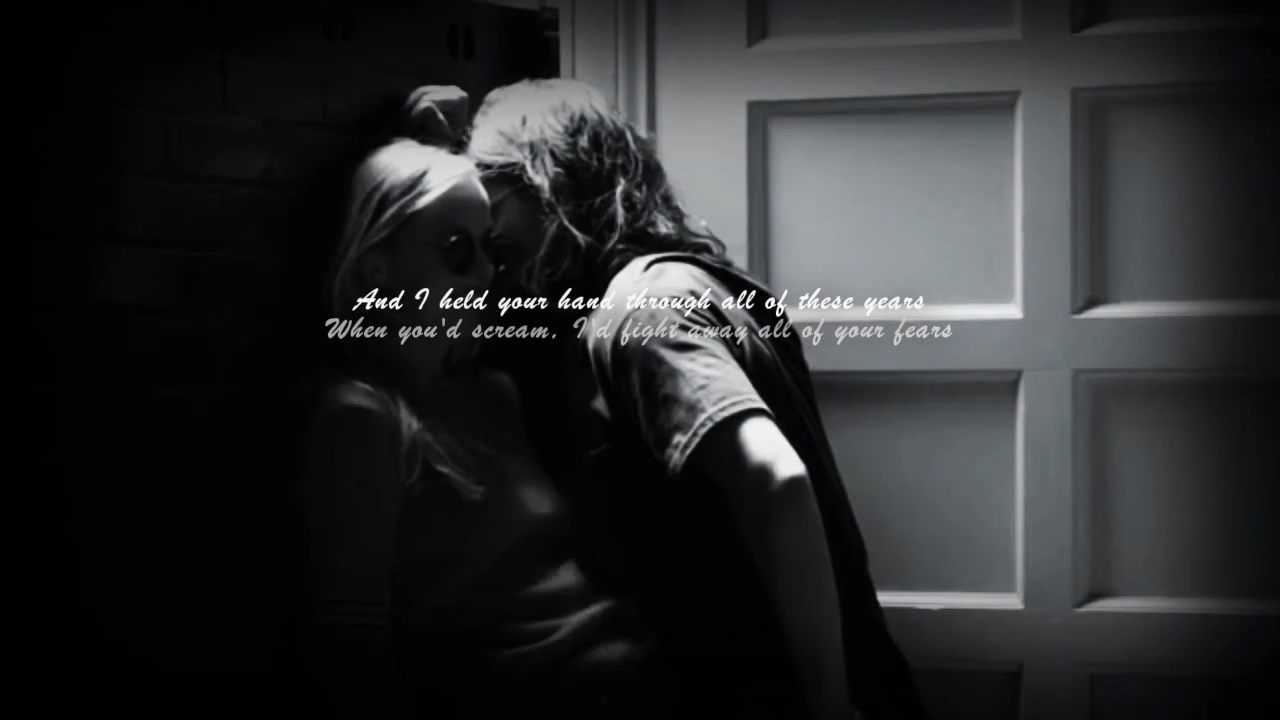 And I held your hand through all of these years
When you'd scream, I'd fight away all of your fears